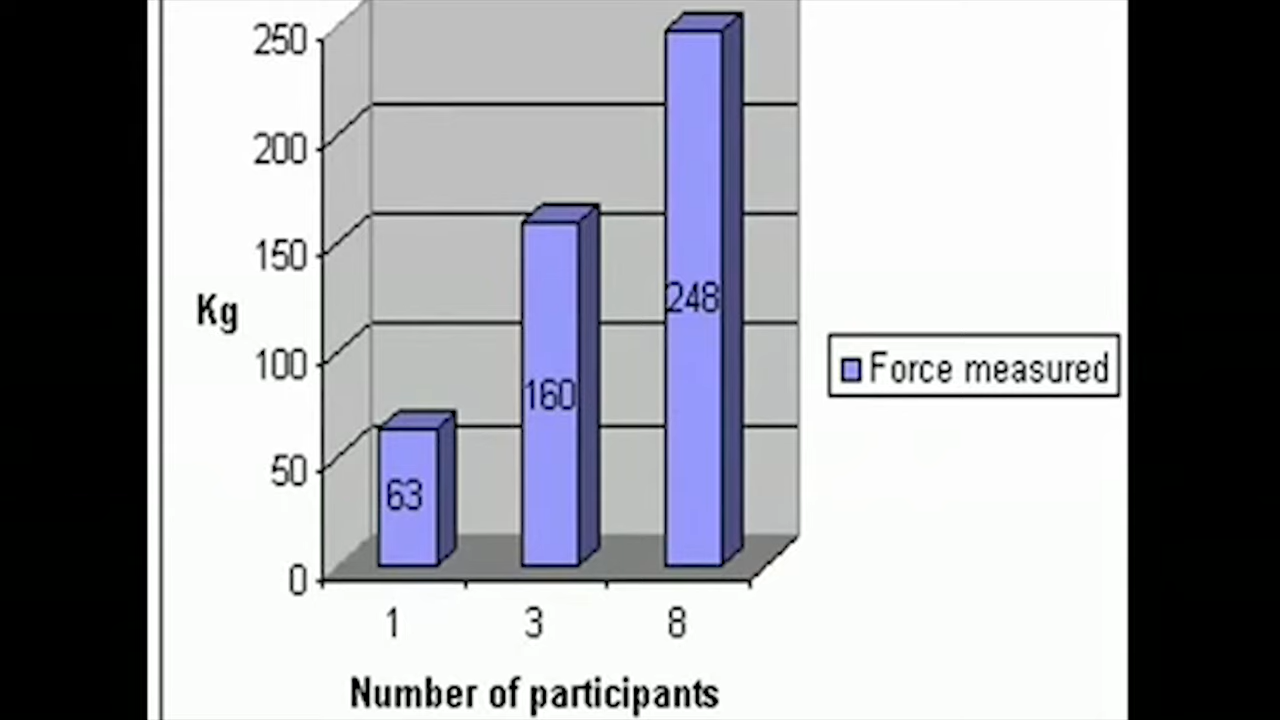 250
200
150
100
50
0
Kg
63
160
248
1 3 8
Number of participants
Force measured